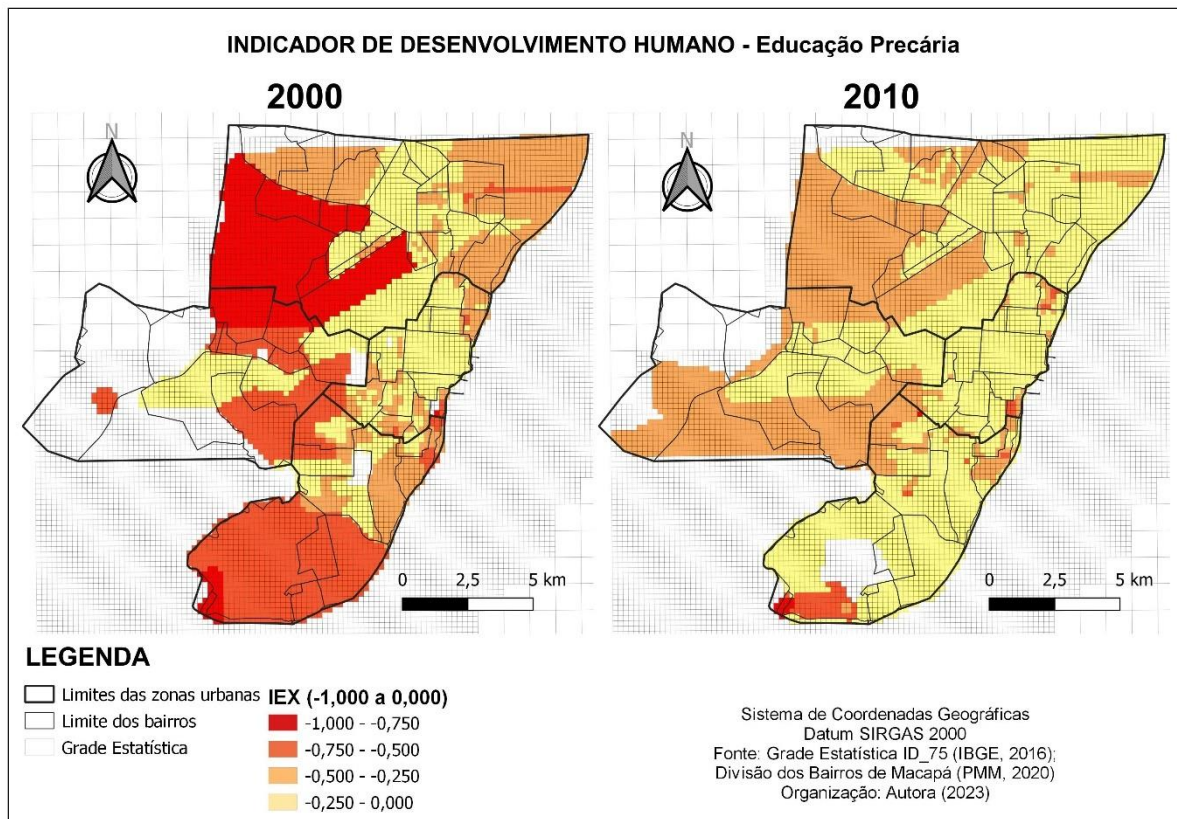 INDICADOR DE DESENVOLVIMENTO HUMANO - Educação Precária
2000
2010
N
N
0 2,5 5 km
0 2,5 5 km
LEGENDA
Limites das zonas urbanas
Limite dos bairros
Grade Estatística
IEX (-1,000 a 0,000)
-1,000 - -0,750
-0,750 - -0,500
-0,500 - -0,250
-0,250 - 0,000
Sistema de Coordenadas Geográficas
Datum SIRGAS 2000
Fonte: Grade Estatística ID_75 (IBGE, 2016);
Divisão dos Bairros de Macapá (PMM, 2020)
Organização: Autora (2023)